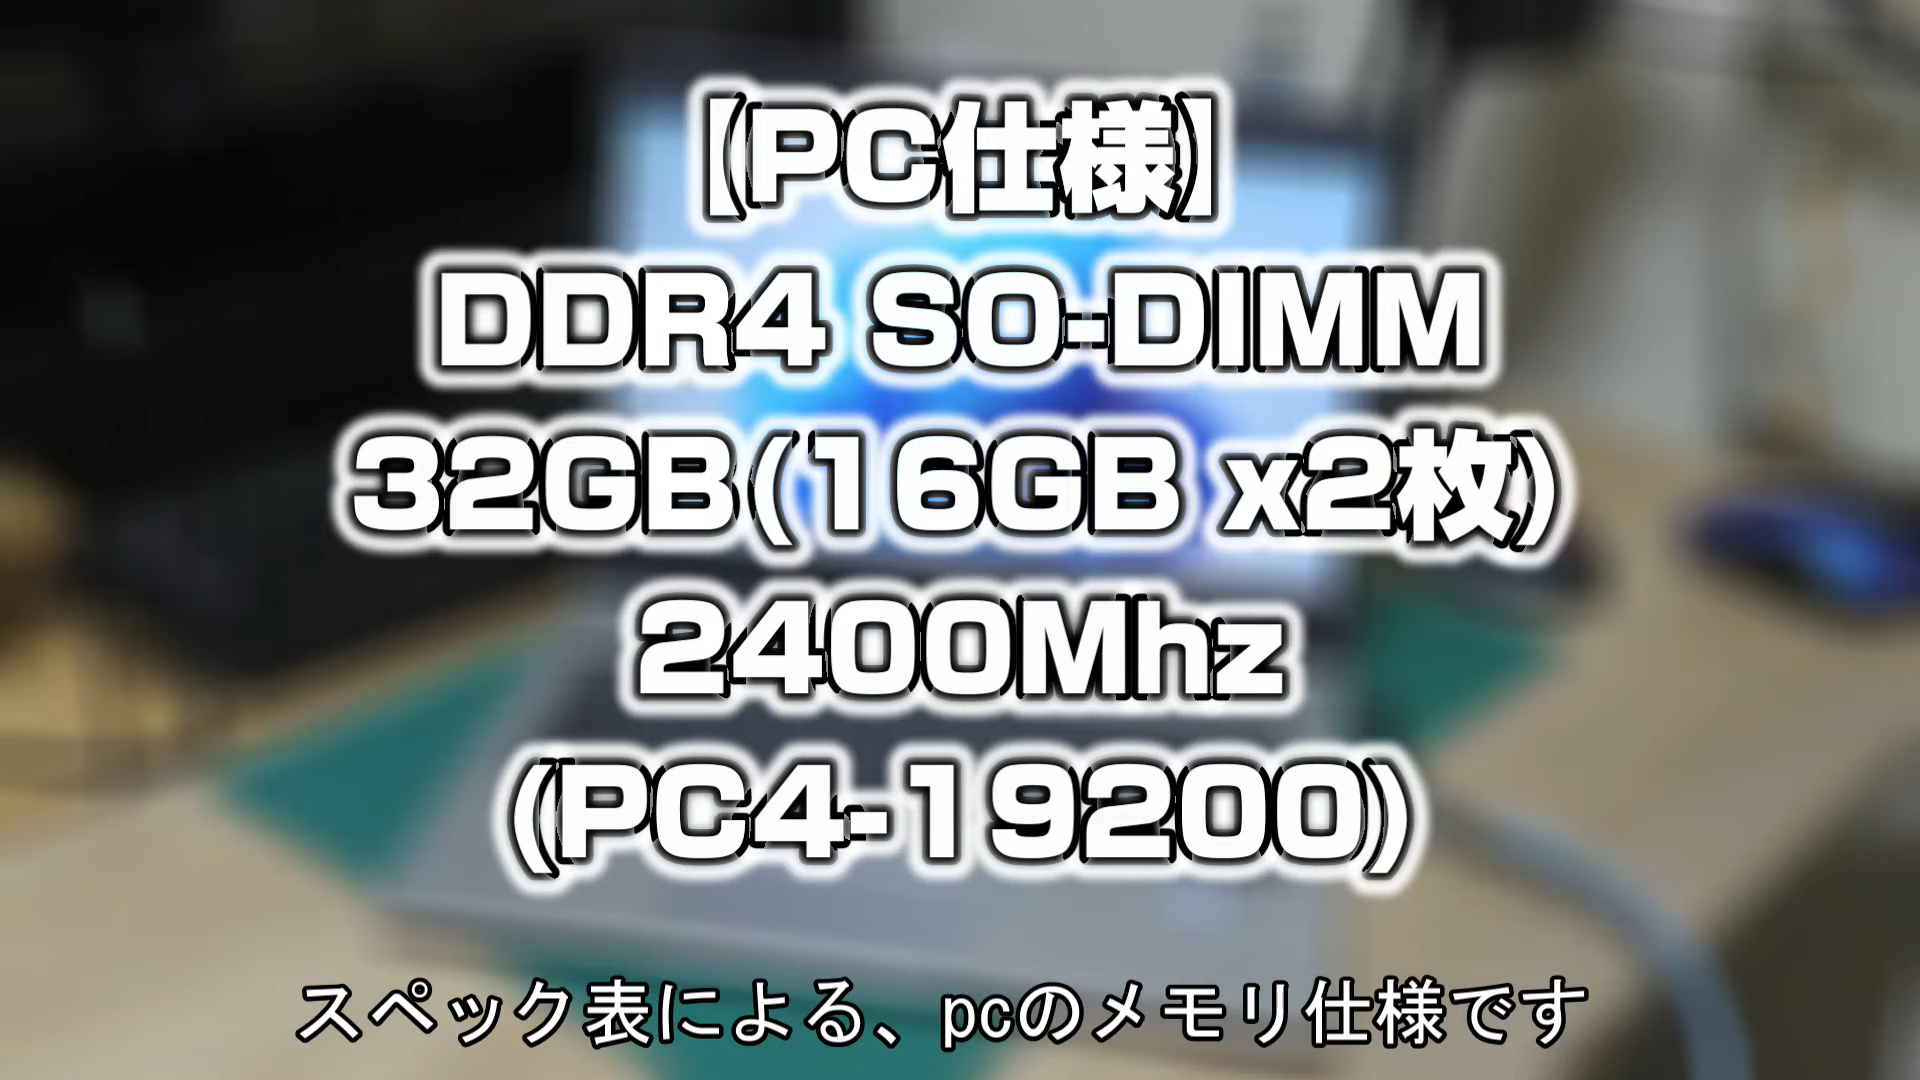 【PC仕様】
DDR4 SO-DIMM
32GB(16GB x2枚)
2400Mhz
(PC4-19200)
スペック表による、pcのメモリ仕様です